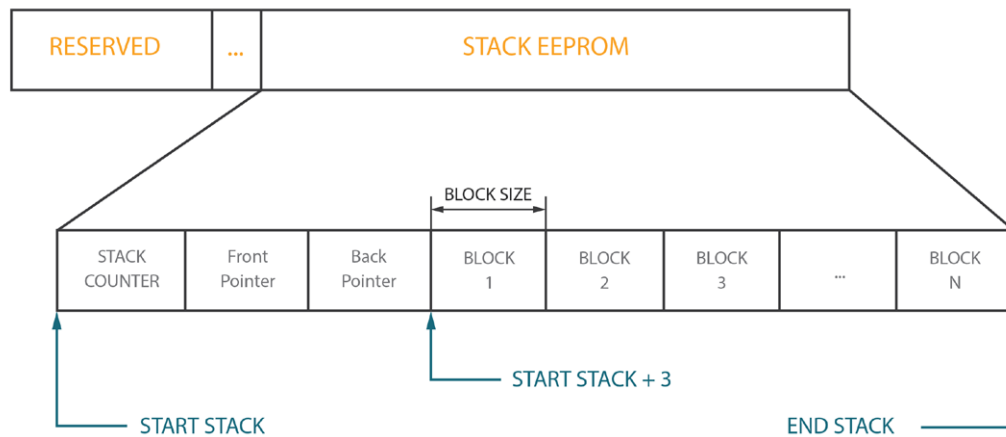 RESERVED ... STACK EEPROM
BLOCK SIZE
STACK COUNTER
Front Pointer
Back Pointer
BLOCK 1
BLOCK 2
BLOCK 3
...
BLOCK N
START STACK + 3
START STACK
END STACK